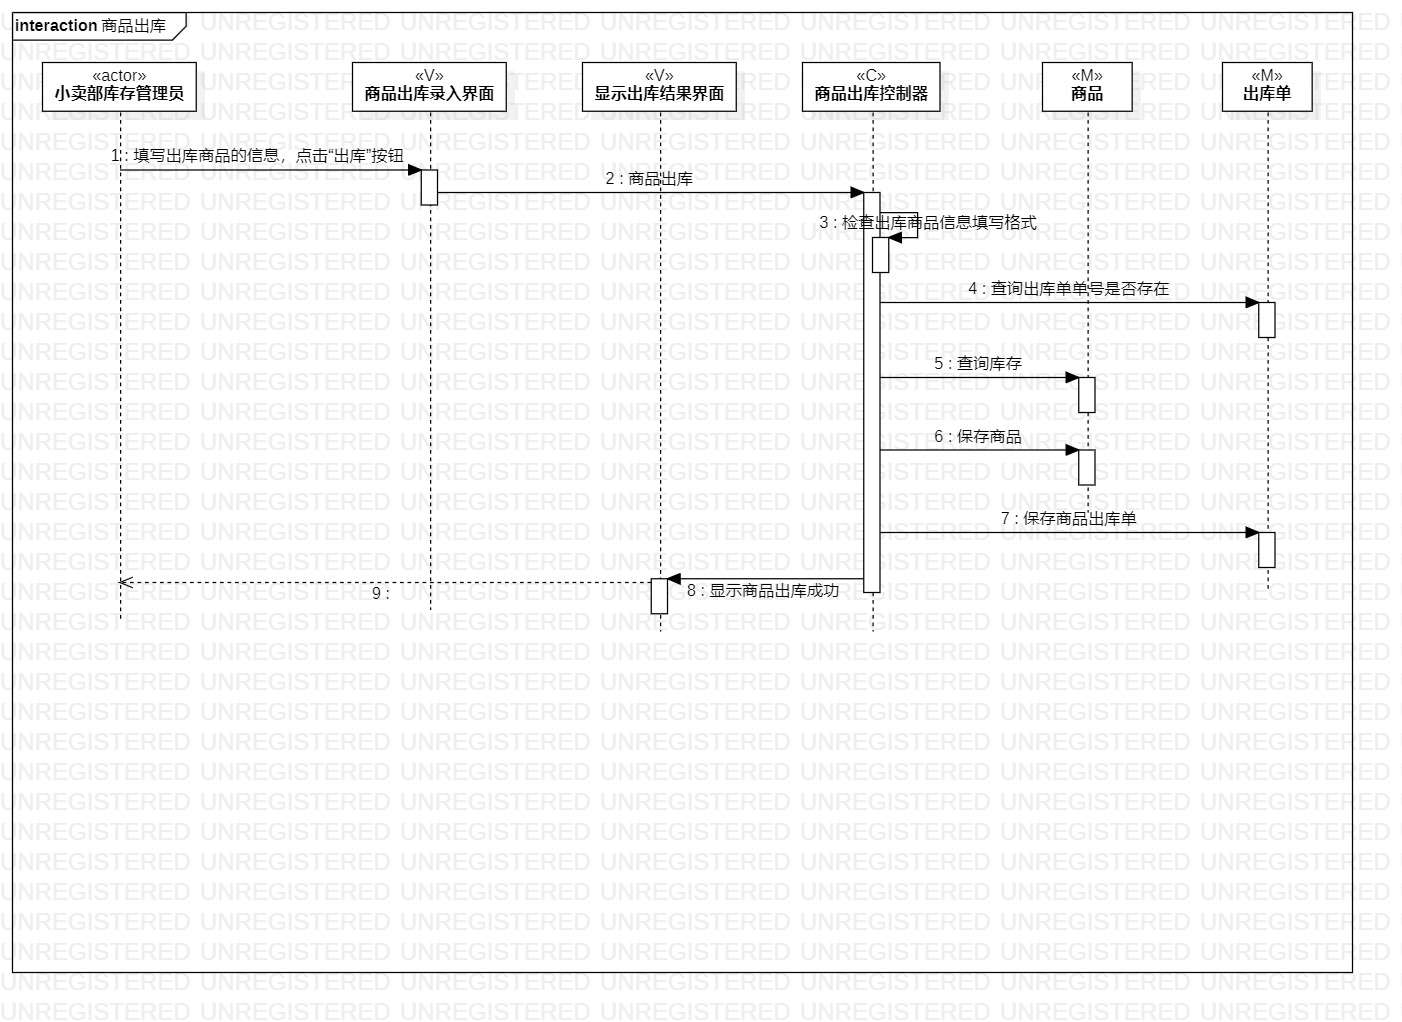 interaction 商品出库
«actor»
小卖部库存管理员
«V»
商品出库录入界面
«V»
显示出库结果界面
«C»
商品出库控制器
«M»
商品
«M»
出库单
1 : 填写出库商品的信息，点击“出库”按钮
2 : 商品出库
3 : 检查出库商品信息填写格式
4 : 查询出库单单号是否存在
5 : 查询库存
6 : 保存商品
7 : 保存商品出库单
8 : 显示商品出库成功
9 :
UNREGISTERED